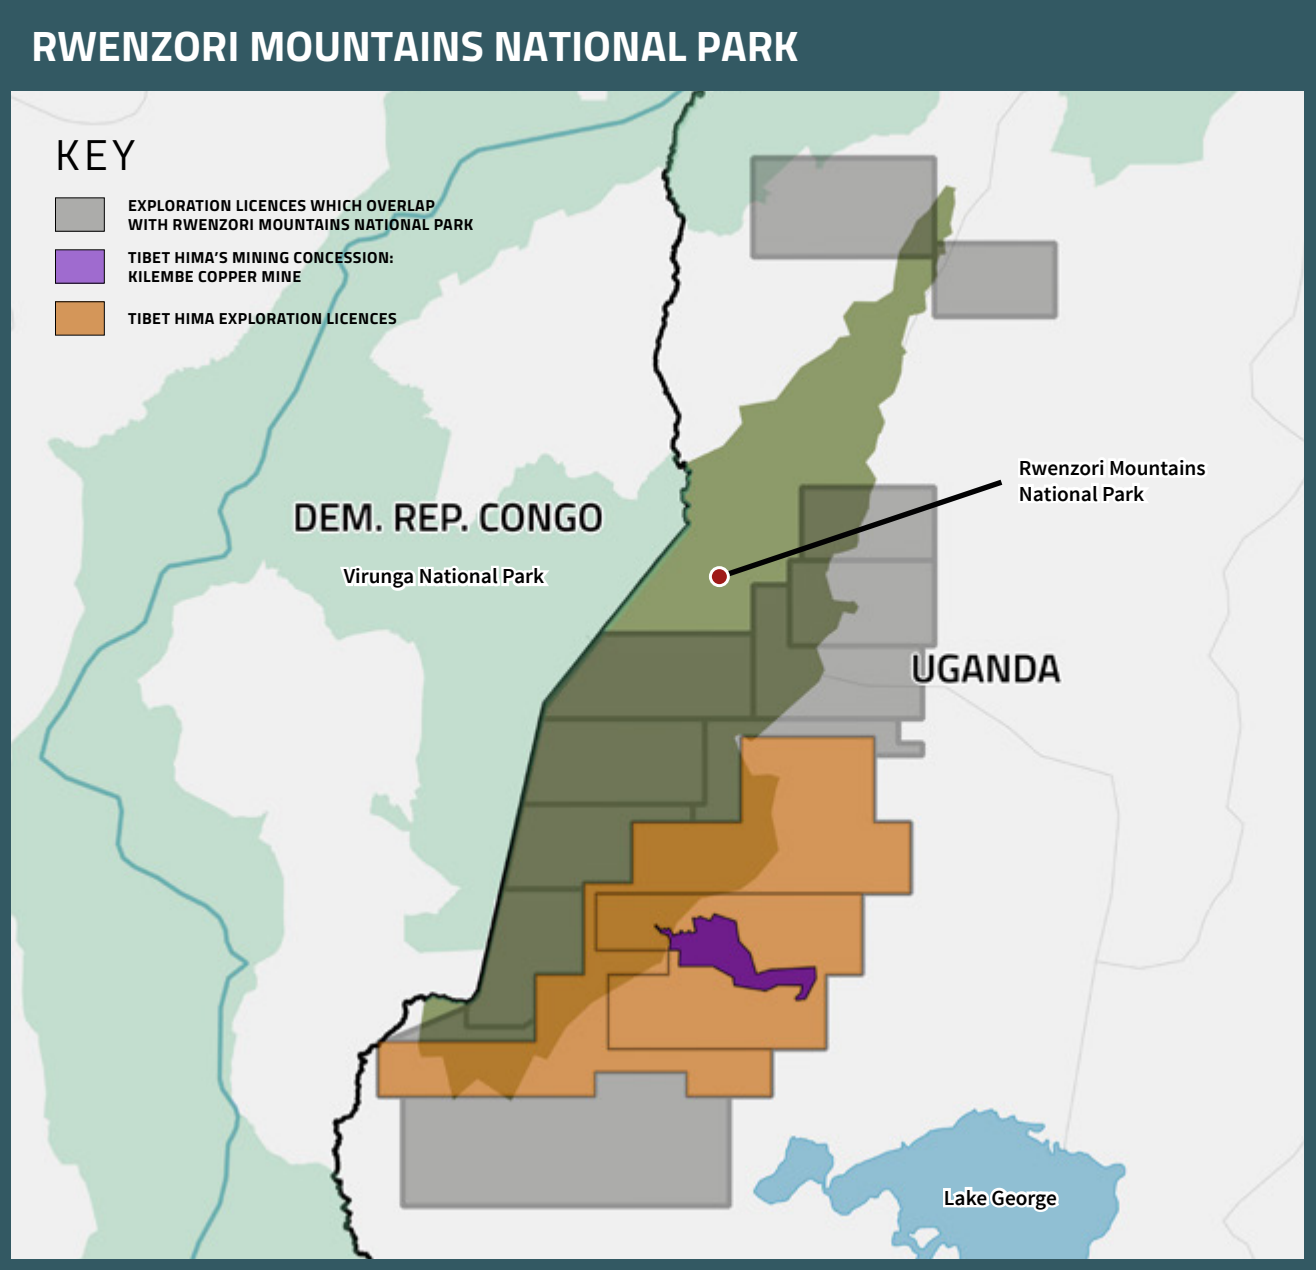 RWENZORI MOUNTAINS NATIONAL PARK
KEY
EXPLORATION LICENCES WHICH OVERLAP
WITH RWENZORI MOUNTAINS NATIONAL PARK
TIBET HIMA'S MINING CONCESSION:
KILEMBE COPPER MINE
TIBET HIMA EXPLORATION LICENCES
Rwenzori Mountains
National Park
DEM. REP. CONGO
Virunga National Park
UGANDA
Lake George